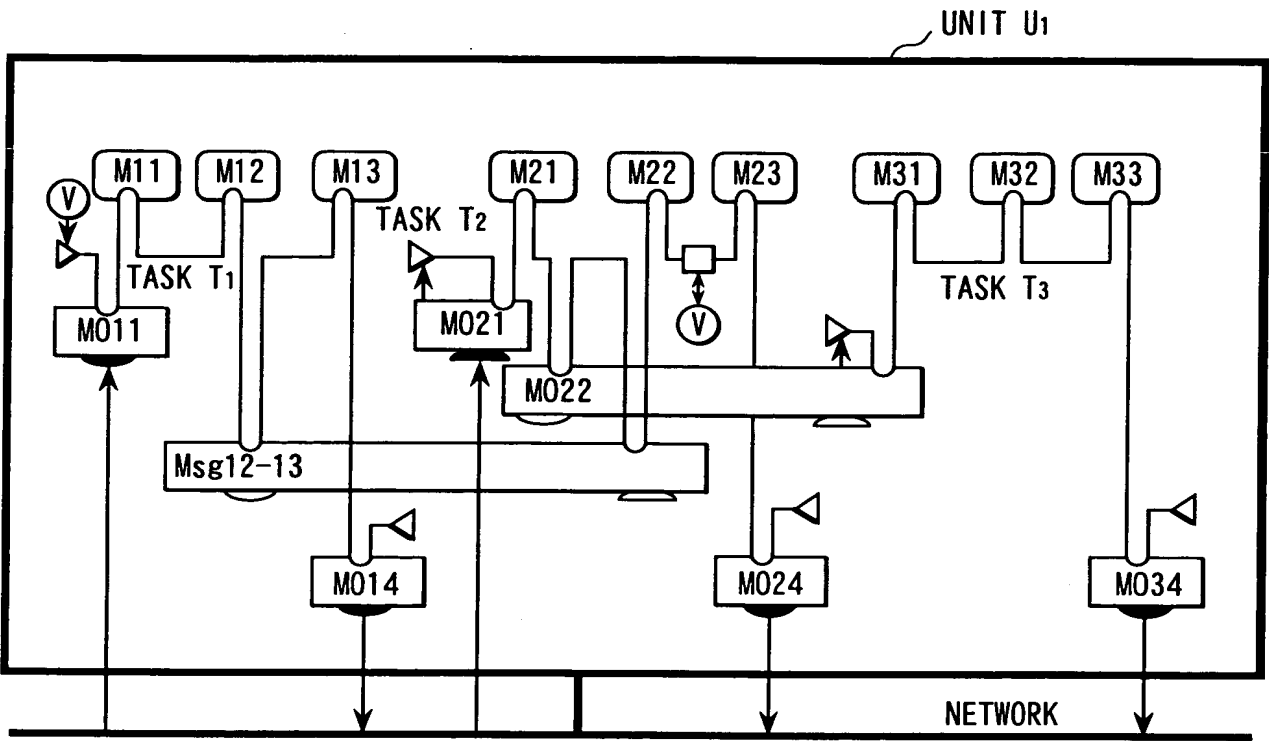 UNIT U1
M11 M12 M13 M21 M22 M23 M31 M32 M33
V
TASK T2
TASK T1
TASK T3
V
MO11
MO21
MO22
Msg12-13
MO14
MO24
MO34
NETWORK